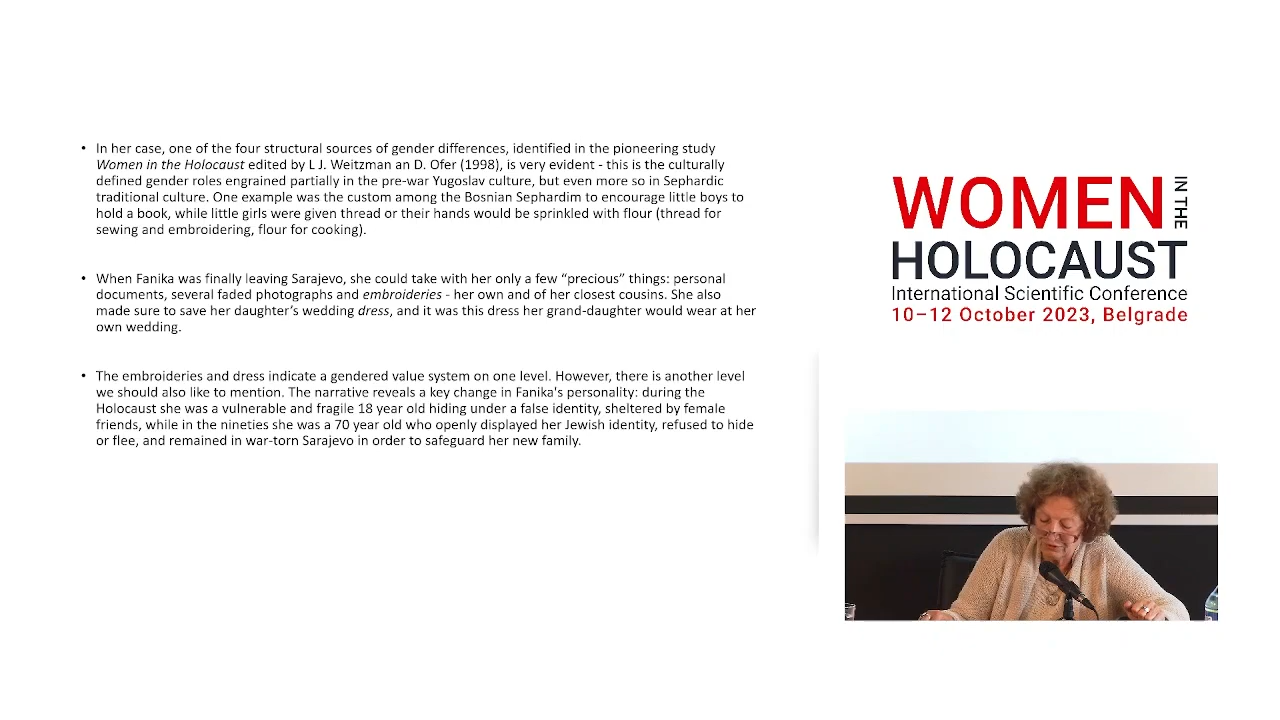 • In her case, one of the four structural sources of gender differences, identified in the pioneering study
Women in the Holocaust edited by L J. Weitzman an D. Ofer (1998), is very evident - this is the culturally
defined gender roles engrained partially in the pre-war Yugoslav culture, but even more so in Sephardic
traditional culture. One example was the custom among the Bosnian Sephardim to encourage little boys to
hold a book, while little girls were given thread or their hands would be sprinkled with flour (thread for
sewing and embroidering, flour for cooking).
• When Fanika was finally leaving Sarajevo, she could take with her only a few “precious” things: personal
documents, several faded photographs and embroideries - her own and of her closest cousins. She also
made sure to save her daughter’s wedding dress, and it was this dress her grand-daughter would wear at her
own wedding.
• The embroideries and dress indicate a gendered value system on one level. However, there is another level
we should also like to mention. The narrative reveals a key change in Fanika's personality: during the
Holocaust she was a vulnerable and fragile 18 year old hiding under a false identity, sheltered by female
friends, while in the nineties she was a 70 year old who openly displayed her Jewish identity, refused to hide
or flee, and remained in war-torn Sarajevo in order to safeguard her new family.
WOMEN
IN THE
HOLOCAUST
International Scientific Conference
10–12 October 2023, Belgrade